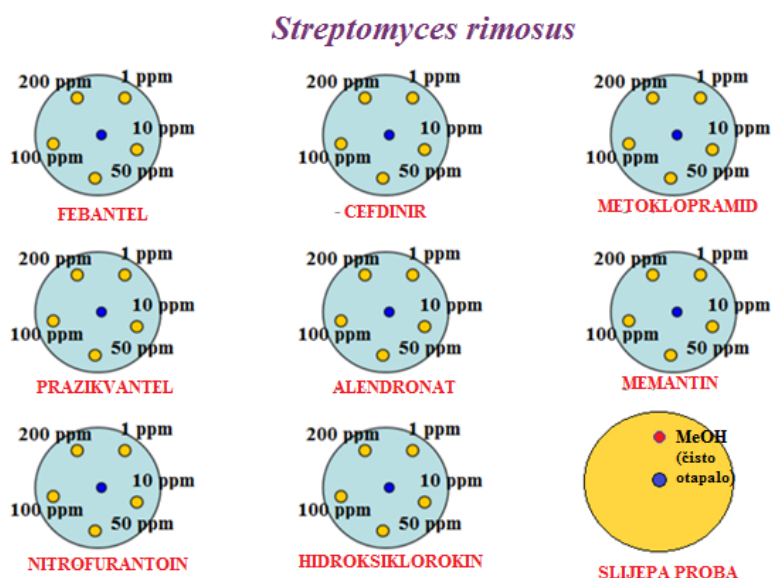 Streptomyces rimosus
200 ppm 1 ppm
10 ppm
100 ppm
50 ppm
FEBANTEL
200 ppm 1 ppm
10 ppm
100 ppm
50 ppm
- CEFDINIR
200 ppm 1 ppm
10 ppm
100 ppm
50 ppm
METOKLOPRAMID
200 ppm 1 ppm
10 ppm
100 ppm
50 ppm
PRAZIKVANTEL
200 ppm 1 ppm
10 ppm
100 ppm
50 ppm
ALENDRONAT
200 ppm 1 ppm
10 ppm
100 ppm
50 ppm
MEMANTIN
200 ppm 1 ppm
10 ppm
100 ppm
50 ppm
NITROFURANTOIN
200 ppm 1 ppm
10 ppm
100 ppm
50 ppm
HIDROKSIKLOROKIN
MeOH
(čisto
otapalo)
SLIJEPA PROBA